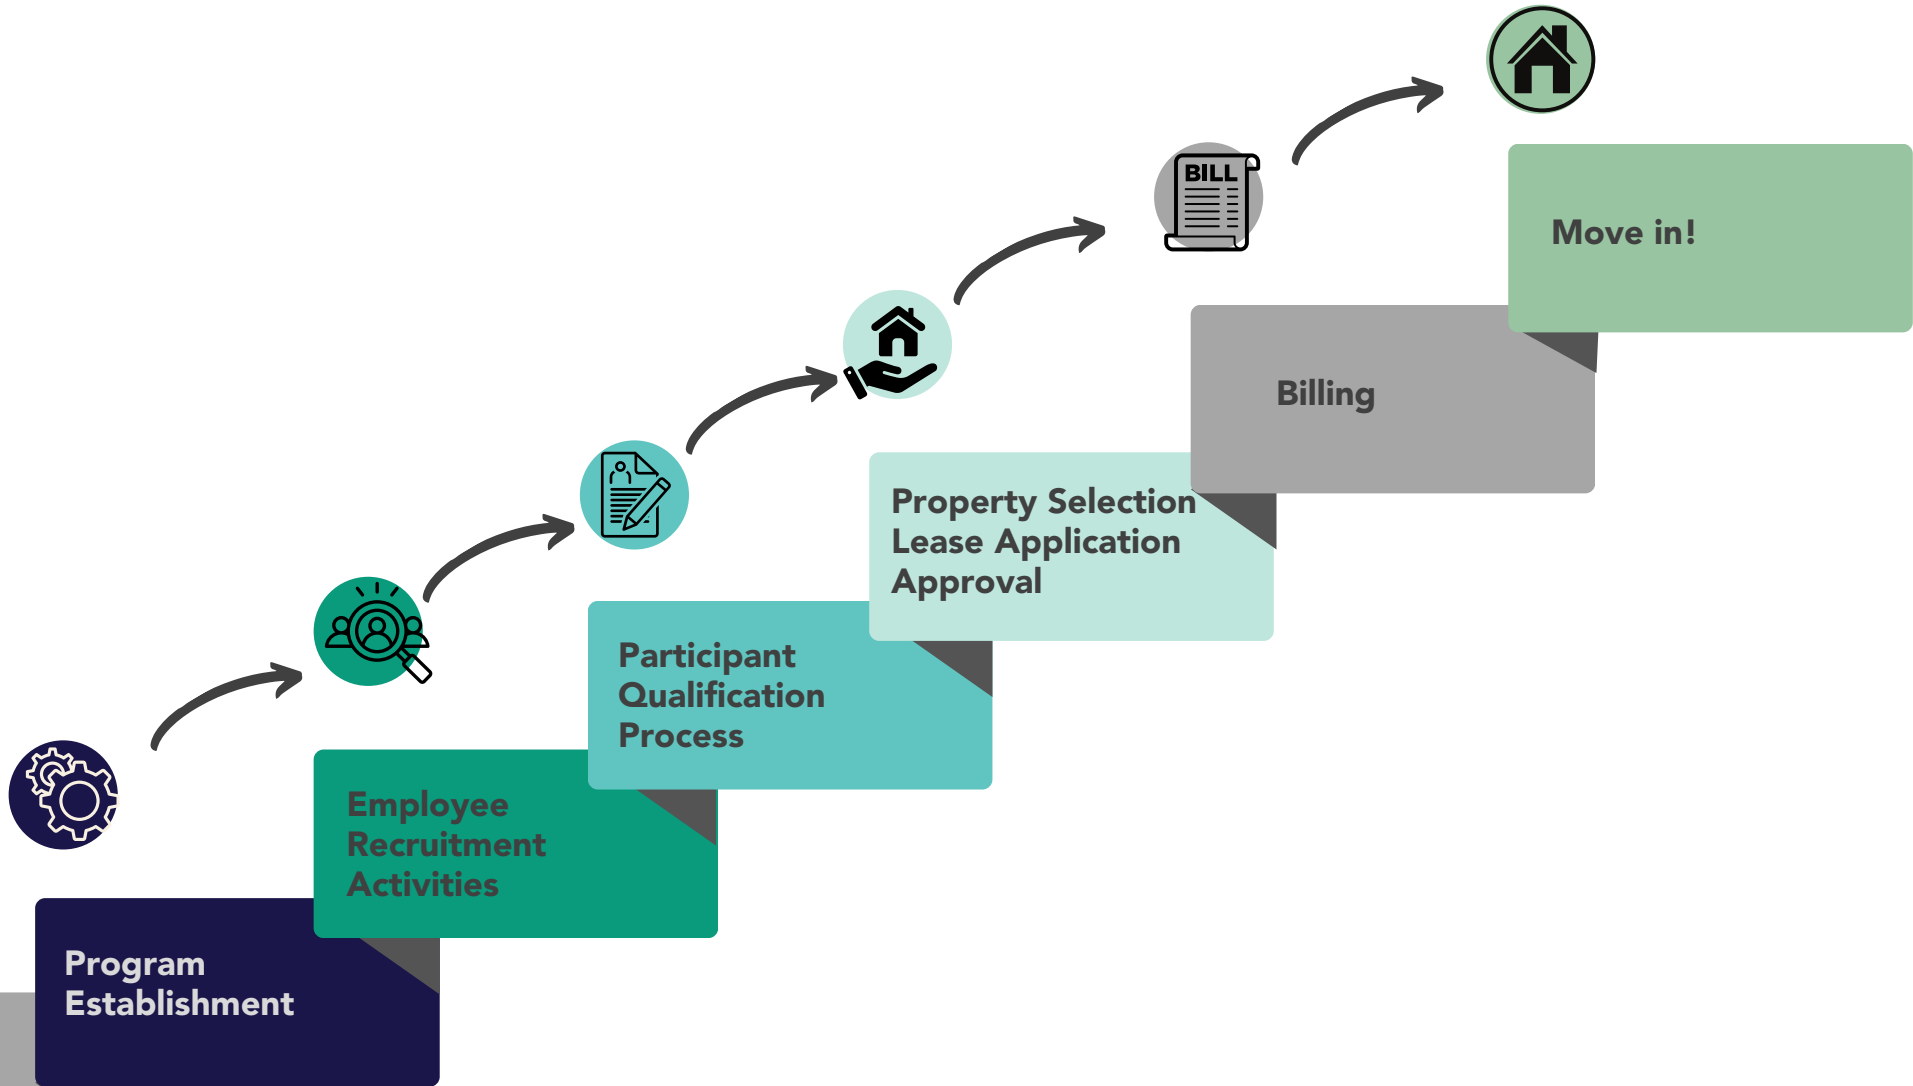 Program
Establishment
Employee
Recruitment
Activities
Participant
Qualification
Process
Property Selection
Lease Application
Approval
BILL
Billing
Move in!